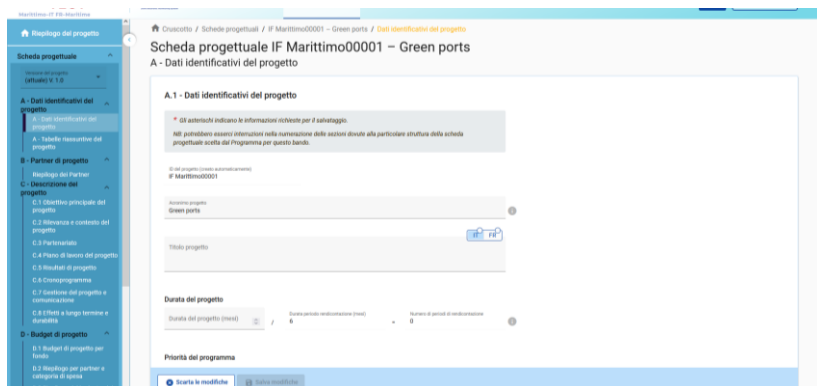 Marittimo-IT FR-Maritime
Riepilogo del progetto
Scheda progettuale
Versione del progetto
(attuale) V. 1.0
A - Dati identificativi del
progetto
A - Dati identificativi del
progetto
A - Tabelle riassuntive del
progetto
B - Partner di progetto
Riepilogo dei Partner
C - Descrizione del
progetto
C.1 Obiettivo principale del
progetto
C.2 Rilevanza e contesto del
progetto
C.3 Partenariato
C.4 Piano di lavoro del progetto
C.5 Risultati di progetto
C.6 Cronoprogramma
C.7 Gestione del progetto e
comunicazione
C.8 Effetti a lungo termine e
durabilità
D - Budget di progetto
D.1 Budget di progetto per
fondo
D.2 Riepilogo per partner e
categoria di spesa
Cruscotto / Schede progettuali / IF Marittimo00001 – Green ports / Dati identificativi del progetto
Scheda progettuale IF Marittimo00001 – Green ports
A - Dati identificativi del progetto
A.1 - Dati identificativi del progetto
* Gli asterischi indicano le informazioni richieste per il salvataggio.
NB: potrebbero esserci interruzioni nella numerazione delle sezioni dovute alla particolare struttura della scheda
progettuale scelta dal Programma per questo bando.
ID del progetto (creato automaticamente)
IF Marittimo00001
Acronimo progetto
Green ports
IT FR
Titolo progetto
Durata del progetto
Durata del progetto (mesi) / Durata periodo rendicontazione (mesi) 6 = Numero di periodi di rendicontazione 0
Priorità del programma
Scarta le modifiche Salva modifiche